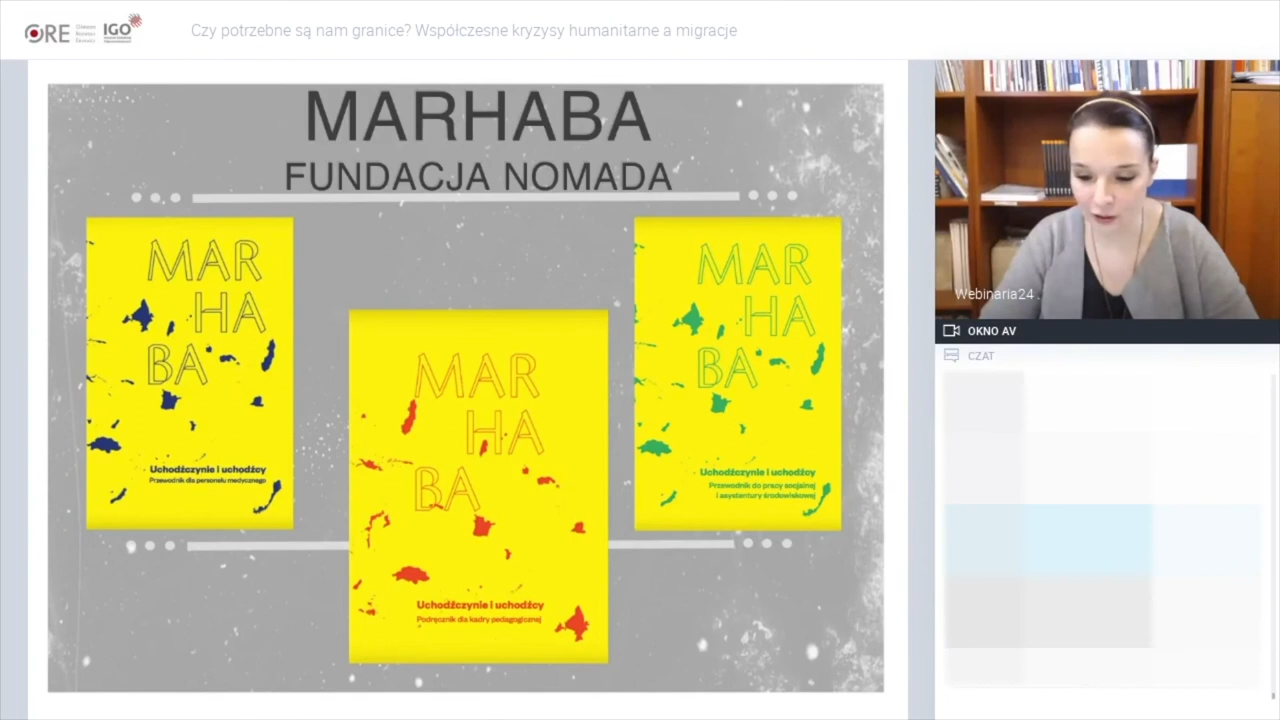 ORE
IGO
Czy potrzebne są nam granice? Współczesne kryzysy humanitarne a migracje
MARHABA
FUNDACJA NOMADA
MAR
HA
BA
Uchodźczynie i uchodźcy
Przewodnik dla personelu medycznego
MAR
HA
BA
Uchodźczynie i uchodźcy
Podręcznik dla kadry pedagogicznej
MAR
HA
BA
Uchodźczynie i uchodźcy
Przewodnik do pracy socjalnej
i asystentury środowiskowej
Webinaria24 .
OKNO AV
CZAT